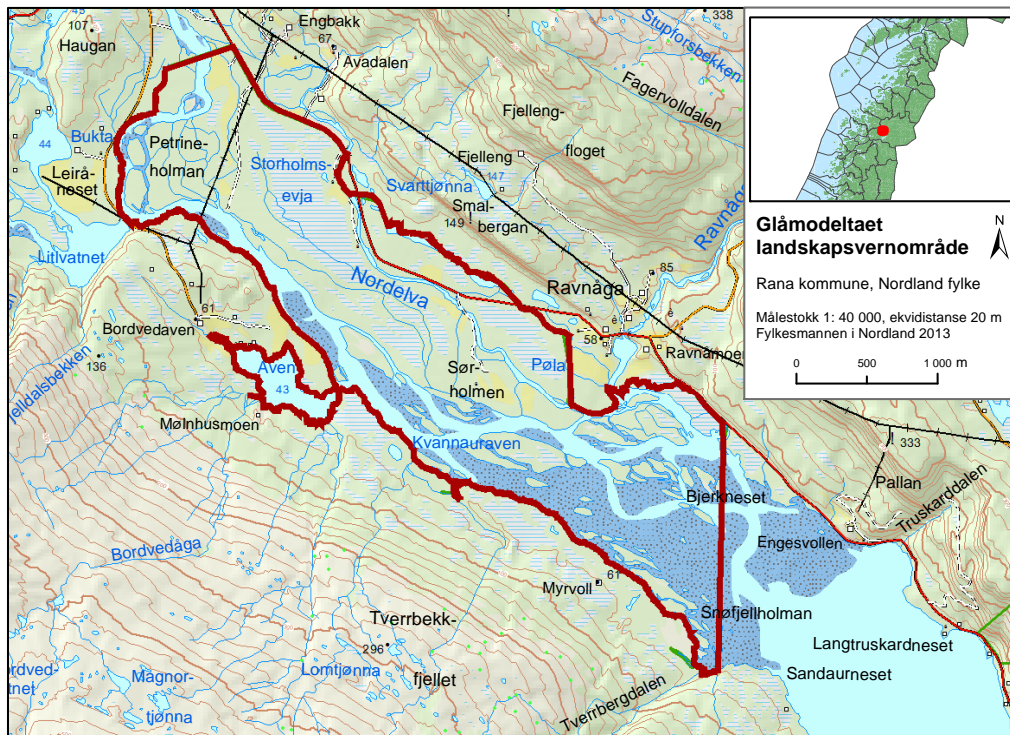 107
Haugan
Engbakk
67
Avadalen
Stupforsbekken
338
Fagervolldalen
Fjelleng-
floget
Bukta
44
Petrine-
holman
Leirå-
neset
Storholms-
evja
Fjelleng
147
Svarttjønna
Smal-
bergan
149
Ravnåga
Litlvatnet
Nordelva
85
Ravnåga
61
Bordvedaven
58
Ravnåmoen
136
Aven
43
Sør-
holmen
Pøla
Mølnhusmoen
Kvannauraven
333
Pallan
Truskarddalen
Bjerkneset
Bordvedåga
Engesvollen
61
Myrvoll
Snøfjellholman
Tverrbekk-
fjellet
296
Lomtjønna
Langtruskardneset
Sandaurneset
Magnor-
tjønna
Tverrbergdalen
Glåmodeltaet
landskapsvernområde
N
Rana kommune, Nordland fylke
Målestokk 1: 40 000, ekvidistanse 20 m
Fylkesmannen i Nordland 2013
0 500 1 000 m